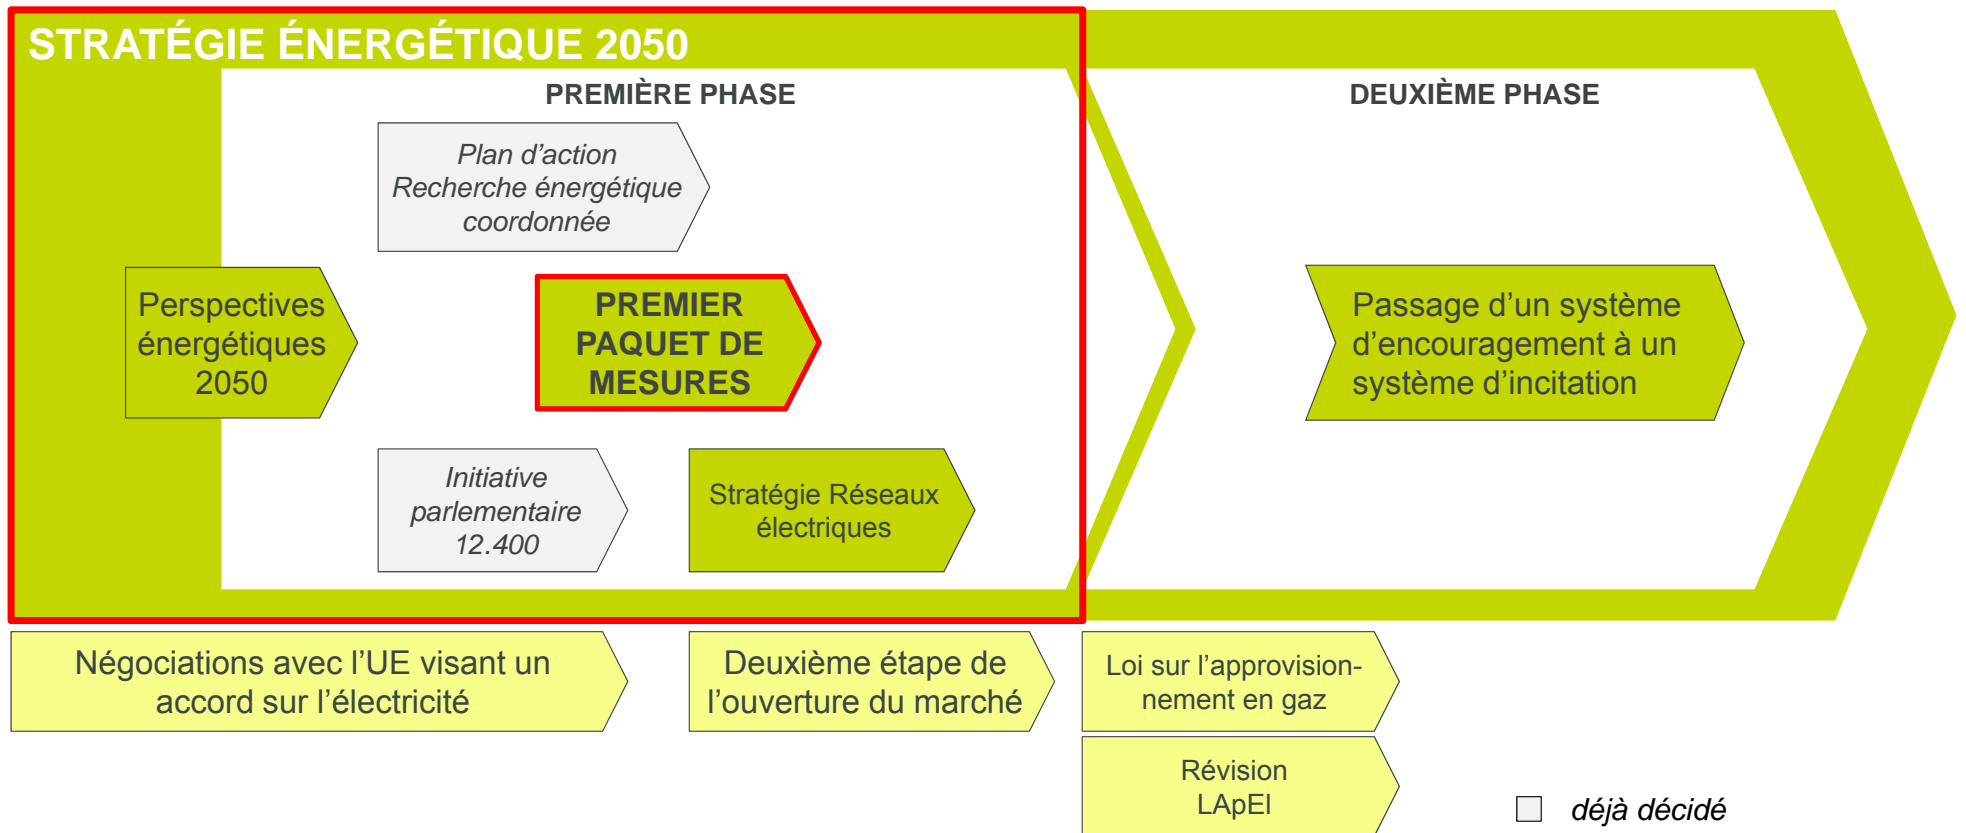 STRATÉGIE ÉNERGÉTIQUE 2050
PREMIÈRE PHASE
DEUXIÈME PHASE
Plan d’action
Recherche énergétique
coordonnée
Perspectives
énergétiques
2050
PREMIER
PAQUET DE
MESURES
Passage d’un système
d’encouragement à un
système d’incitation
Initiative
parlementaire
12.400
Stratégie Réseaux
électriques
Négociations avec l’UE visant un
accord sur l’électricité
Deuxième étape de
l’ouverture du marché
Loi sur l’approvision-
nement en gaz
Révision
LApEl
déjà décidé